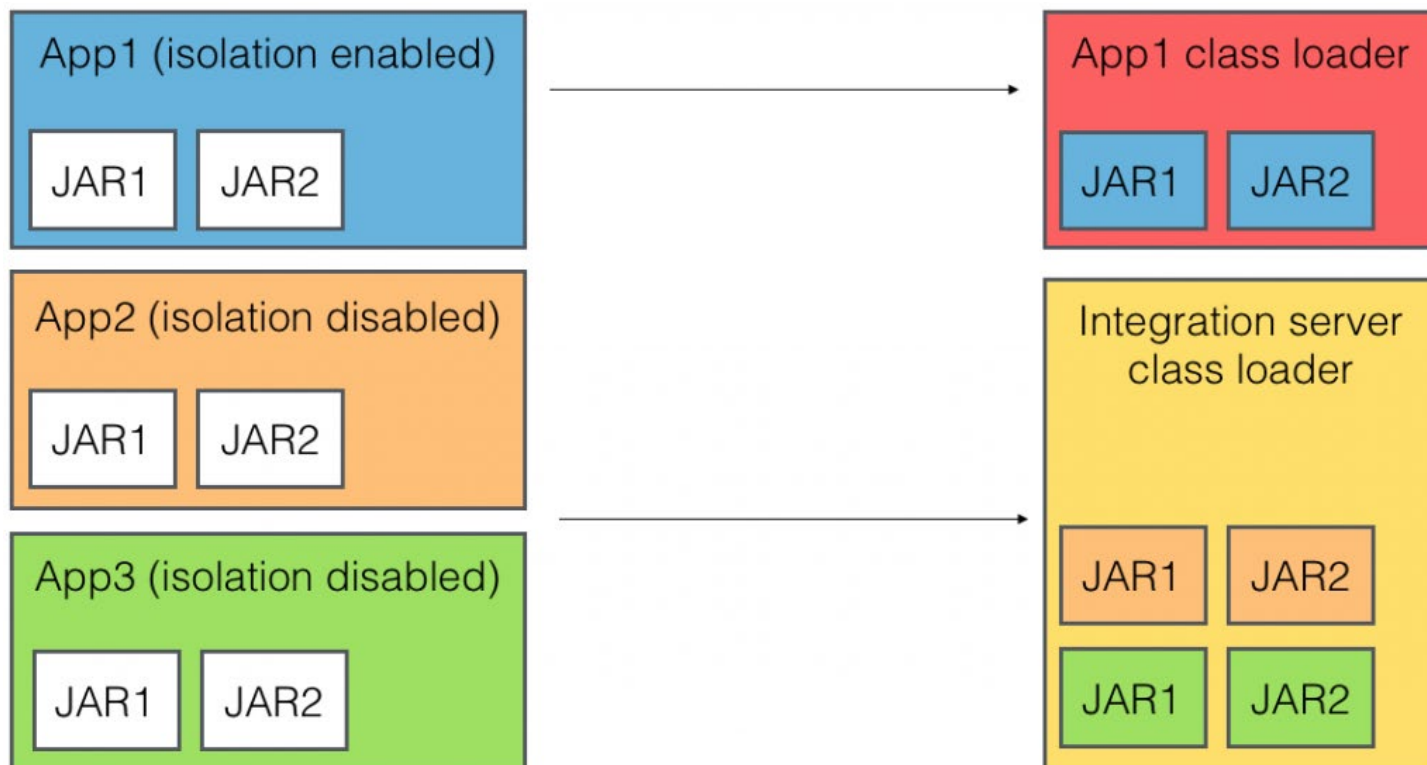 App1 (isolation enabled)
JAR1 JAR2
App2 (isolation disabled)
JAR1 JAR2
App3 (isolation disabled)
JAR1 JAR2
App1 class loader
JAR1 JAR2
Integration server
class loader
JAR1 JAR2
JAR1 JAR2